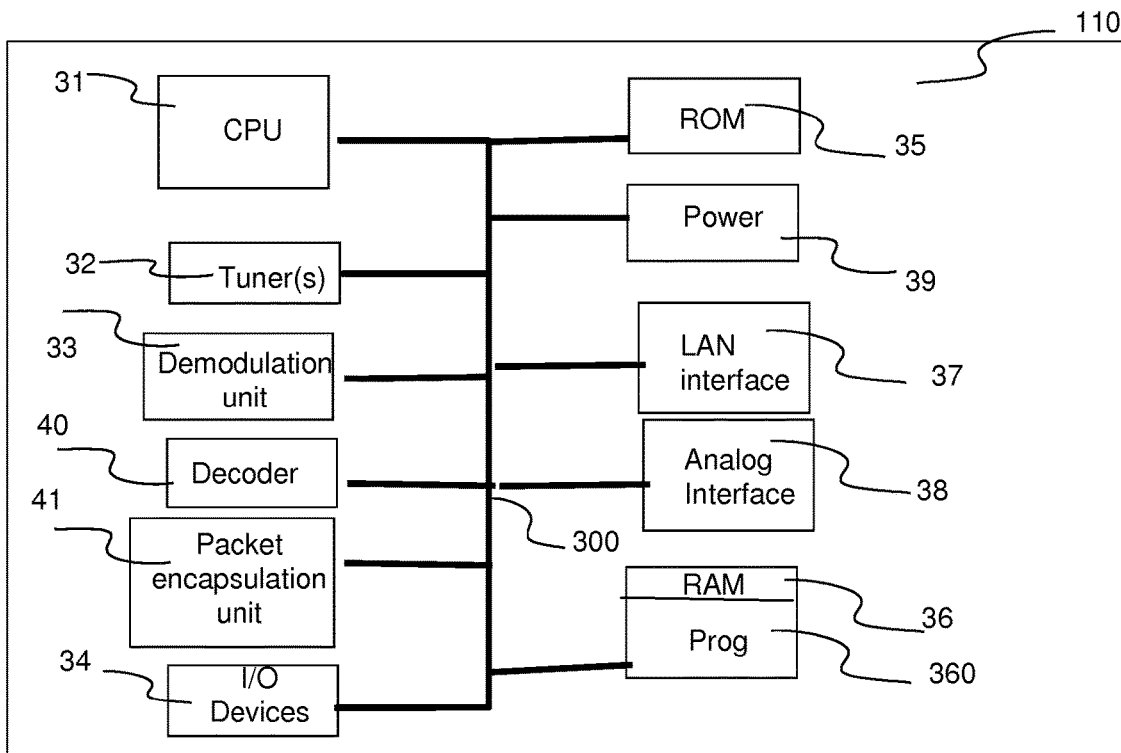 110
31
CPU
ROM
35
Power
39
32
Tuner(s)
33
Demodulation
unit
LAN
interface
37
40
Decoder
Analog
Interface
38
41
Packet
encapsulation
unit
300
RAM
36
Prog
360
34
I/O
Devices